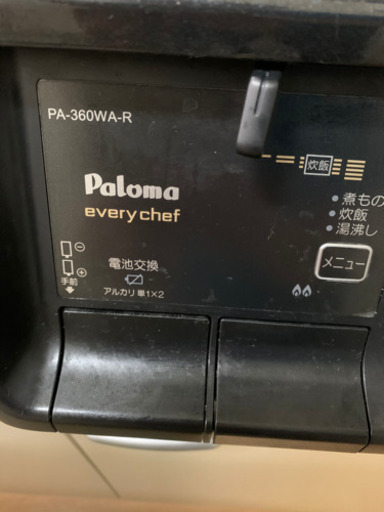 PA-360WA-R
炊飯
Paloma
every chef
・煮もの
・炊飯
・湯沸し
メニュー
電池交換
手前
アルカリ 単1×2